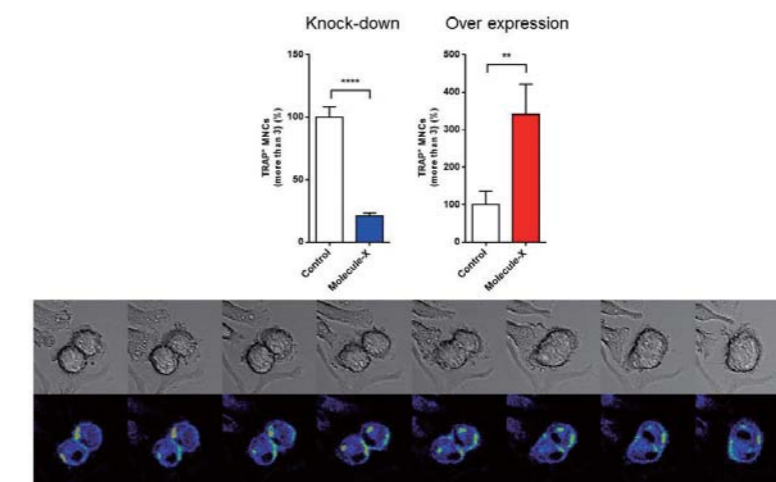 Knock-down
Over expression
150
100
50
0
TRAP⁺ MNCs
(more than 3) (%)
****
Control
Molecule-X
500
400
300
200
100
0
TRAP⁺ MNCs
(more than 3) (%)
**
Control
Molecule-X